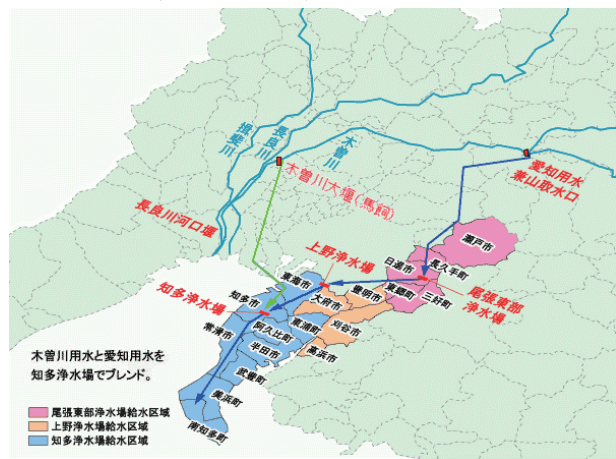 揖斐川
長良川
木曽川
木曽川大堰(馬飼)
愛知用水
兼山取水口
長良川河口堰
瀬戸市
上野浄水場
日進市
長久手町
東海市
豊明市
東郷町
三好町
尾張東部
浄水場
知多浄水場
知多市
大府市
東浦町
刈谷市
常滑市
阿久比町
高浜市
半田市
武豊町
美浜町
南知多町
木曽川用水と愛知用水を
知多浄水場でブレンド。
尾張東部浄水場給水区域
上野浄水場給水区域
知多浄水場給水区域